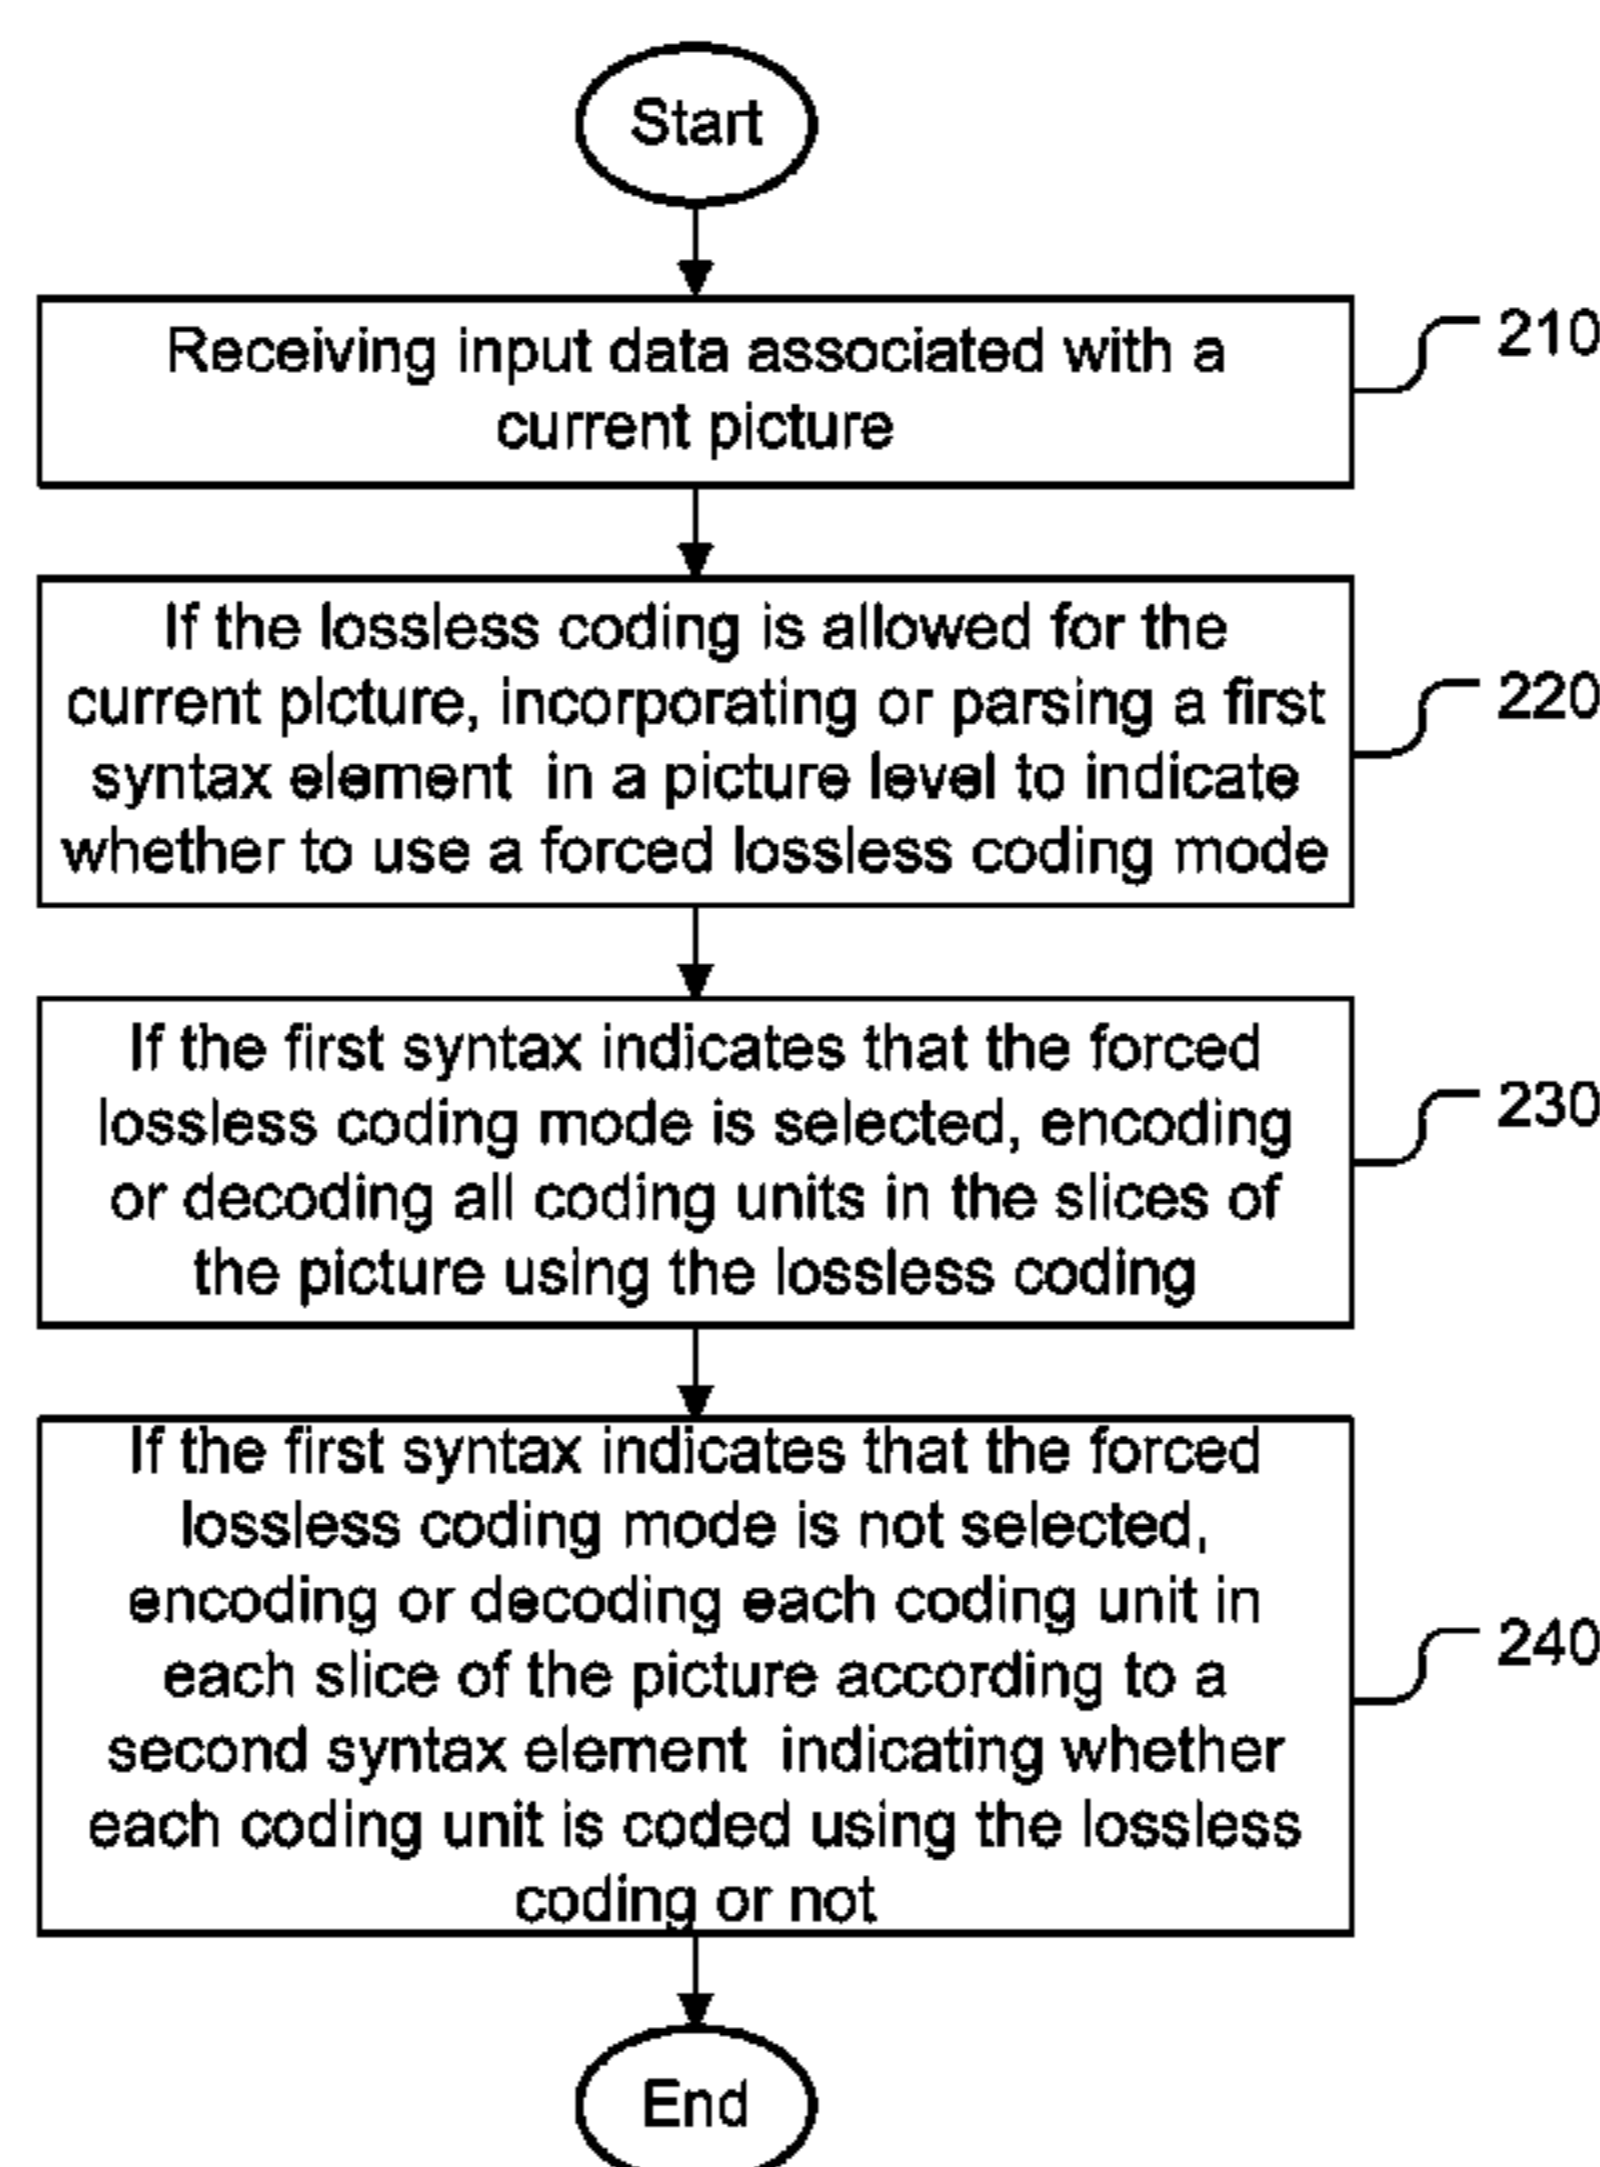 Start
Receiving input data associated with a
current picture
210
If the lossless coding is allowed for the
current picture, incorporating or parsing a first
syntax element in a picture level to indicate
whether to use a forced lossless coding mode
220
If the first syntax indicates that the forced
lossless coding mode is selected, encoding
or decoding all coding units in the slices of
the picture using the lossless coding
230
If the first syntax indicates that the forced
lossless coding mode is not selected,
encoding or decoding each coding unit in
each slice of the picture according to a
second syntax element indicating whether
each coding unit is coded using the lossless
coding or not
240
End